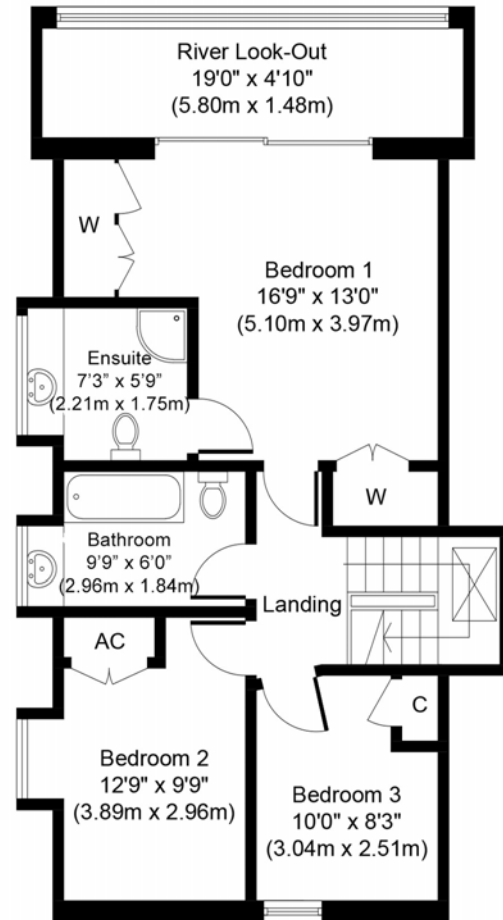 River Look-Out
19'0" x 4'10"
(5.80m x 1.48m)
W
Bedroom 1
16'9" x 13'0"
(5.10m x 3.97m)
Ensuite
7’3” x 5’9”
(2.21m x 1.75m)
W
Bathroom
9’9” x 6’0”
(2.96m x 1.84m)
Landing
AC
C
Bedroom 2
12'9" x 9'9"
(3.89m x 2.96m)
Bedroom 3
10'0" x 8'3"
(3.04m x 2.51m)